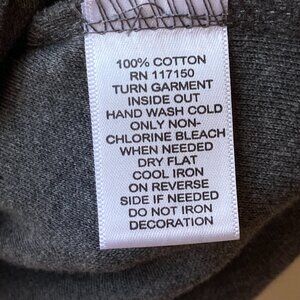 100% COTTON
RN 117150
TURN GARMENT
INSIDE OUT
HAND WASH COLD
ONLY NON-
CHLORINE BLEACH
WHEN NEEDED
DRY FLAT
COOL IRON
ON REVERSE
SIDE IF NEEDED
DO NOT IRON
DECORATION